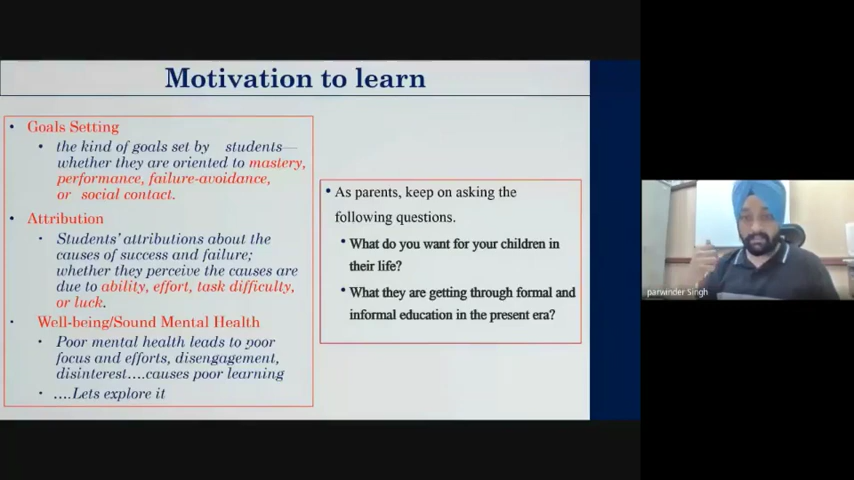 Motivation to learn
• Goals Setting
• the kind of goals set by students—
whether they are oriented to mastery,
performance, failure-avoidance,
or social contact.
• Attribution
• Students' attributions about the
causes of success and failure;
whether they perceive the causes are
due to ability, effort, task difficulty,
or luck.
• Well-being/Sound Mental Health
• Poor mental health leads to poor
focus and efforts, disengagement,
disinterest....causes poor learning
• ....Lets explore it
• As parents, keep on asking the
following questions.
• What do you want for your children in
their life?
• What they are getting through formal and
informal education in the present era?
parwinder Singh